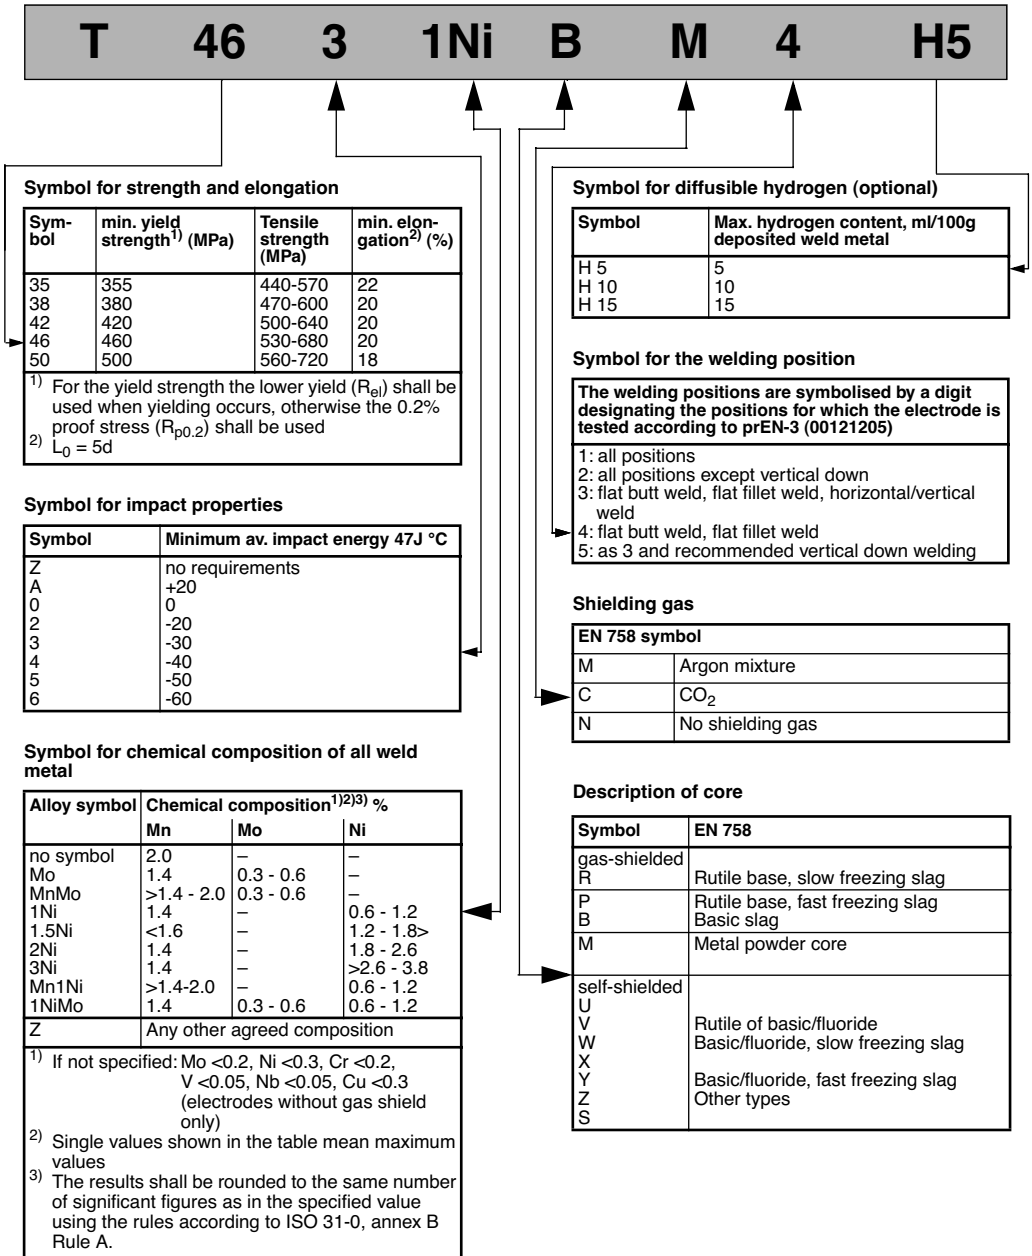 T 46 3 1Ni B M 4 H5
Symbol for strength and elongation
Sym-
bol
min. yield
strength1) (MPa)
Tensile
strength
(MPa)
min. elon-
gation2) (%)
35 355 440-570 22
38 380 470-600 20
42 420 500-640 20
46 460 530-680 20
50 500 560-720 18
1) For the yield strength the lower yield (Rel) shall be
used when yielding occurs, otherwise the 0.2%
proof stress (Rp0.2) shall be used
2) L0 = 5d
Symbol for impact properties
Symbol Minimum av. impact energy 47J °C
Z no requirements
A +20
0 0
2 -20
3 -30
4 -40
5 -50
6 -60
Symbol for chemical composition of all weld
metal
Alloy symbol Chemical composition1)2)3) %
Mn Mo Ni
no symbol 2.0 – –
Mo 1.4 0.3 - 0.6 –
MnMo >1.4 - 2.0 0.3 - 0.6 –
1Ni 1.4 – 0.6 - 1.2
1.5Ni <1.6 – 1.2 - 1.8>
2Ni 1.4 – 1.8 - 2.6
3Ni 1.4 – >2.6 - 3.8
Mn1Ni >1.4-2.0 – 0.6 - 1.2
1NiMo 1.4 0.3 - 0.6 0.6 - 1.2
Z Any other agreed composition
1) If not specified: Mo <0.2, Ni <0.3, Cr <0.2,
V <0.05, Nb <0.05, Cu <0.3
(electrodes without gas shield
only)
2) Single values shown in the table mean maximum
values
3) The results shall be rounded to the same number
of significant figures as in the specified value
using the rules according to ISO 31-0, annex B
Rule A.
Symbol for diffusible hydrogen (optional)
Symbol Max. hydrogen content, ml/100g
deposited weld metal
H 5 5
H 10 10
H 15 15
Symbol for the welding position
The welding positions are symbolised by a digit
designating the positions for which the electrode is
tested according to prEN-3 (00121205)
1: all positions
2: all positions except vertical down
3: flat butt weld, flat fillet weld, horizontal/vertical
weld
4: flat butt weld, flat fillet weld
5: as 3 and recommended vertical down welding
Shielding gas
EN 758 symbol
M Argon mixture
C CO2
N No shielding gas
Description of core
Symbol EN 758
gas-shielded
R Rutile base, slow freezing slag
P Rutile base, fast freezing slag
B Basic slag
M Metal powder core
self-shielded
U
V Rutile of basic/fluoride
W Basic/fluoride, slow freezing slag
X
Y Basic/fluoride, fast freezing slag
Z Other types
S